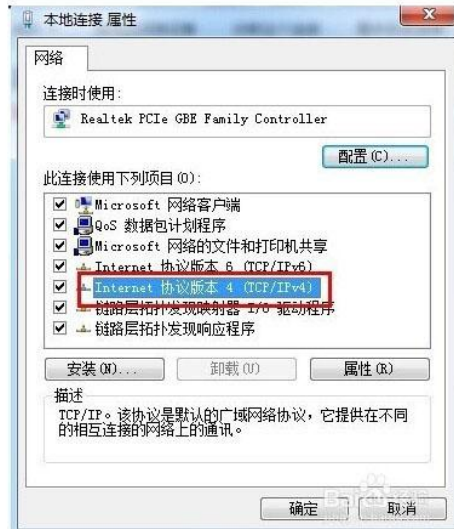 本地连接 属性
网络
连接时使用:
Realtek PCIe GBE Family Controller
配置(C)...
此连接使用下列项目(O):
Microsoft 网络客户端
QoS 数据包计划程序
Microsoft 网络的文件和打印机共享
Internet 协议版本 6 (TCP/IPv6)
Internet 协议版本 4 (TCP/IPv4)
链路层拓扑发现映射器 I/O 驱动程序
链路层拓扑发现响应程序
安装(N)...
卸载(U)
属性(R)
描述
TCP/IP。该协议是默认的广域网络协议，它提供在不同
的相互连接的网络上的通讯。
确定
取消